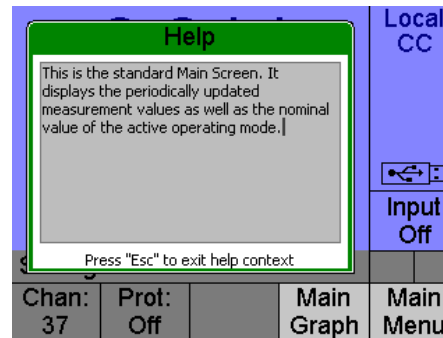 Help
Local
CC
This is the standard Main Screen. It
displays the periodically updated
measurement values as well as the nominal
value of the active operating mode.
Input
Off
Press "Esc" to exit help context
Chan:
37
Prot:
Off
Main
Graph
Main
Menu